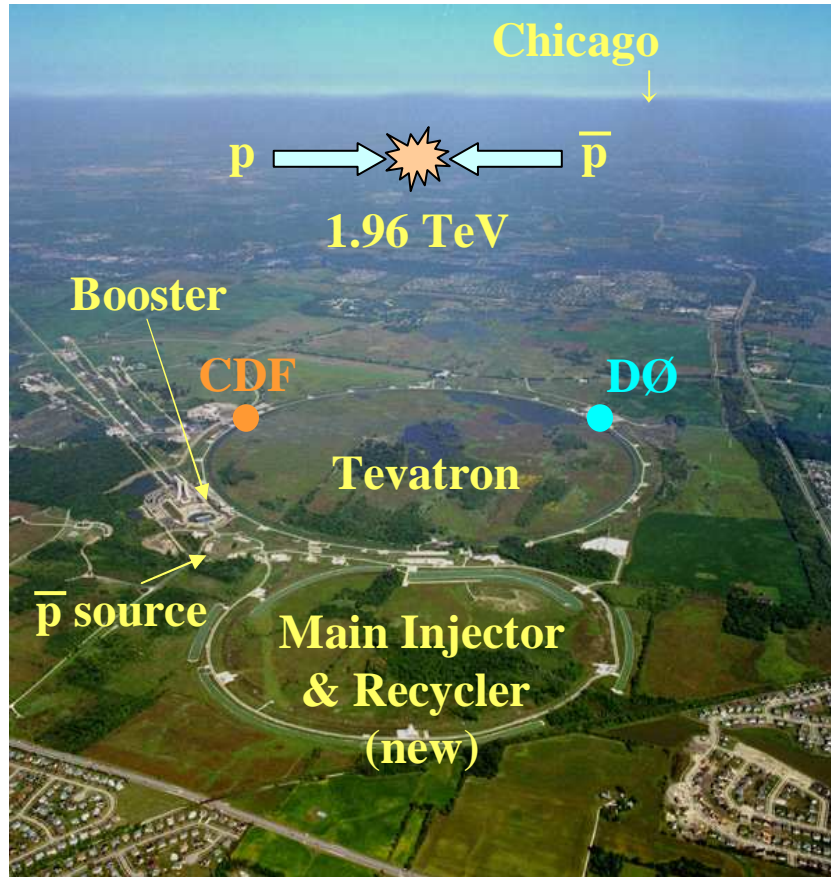 Chicago
↓
p p̅
1.96 TeV
Booster
CDF DØ
Tevatron
p̅ source
Main Injector
& Recycler
(new)